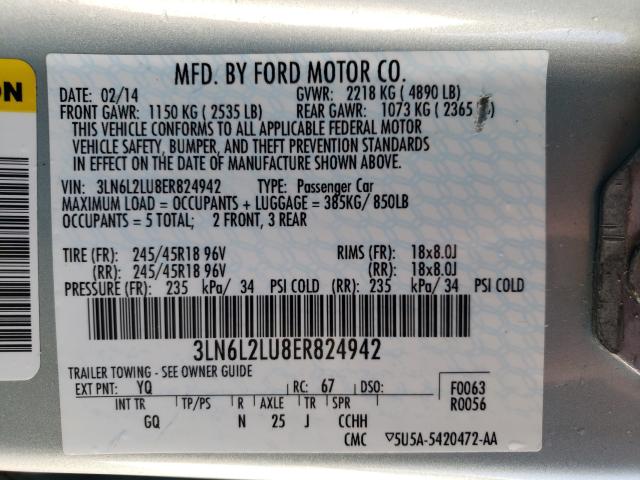 ON
MFD. BY FORD MOTOR CO.
DATE: 02/14 GVWR: 2218 KG ( 4890 LB)
FRONT GAWR: 1150 KG ( 2535 LB) REAR GAWR: 1073 KG ( 2365
THIS VEHICLE CONFORMS TO ALL APPLICABLE FEDERAL MOTOR
VEHICLE SAFETY, BUMPER, AND THEFT PREVENTION STANDARDS
IN EFFECT ON THE DATE OF MANUFACTURE SHOWN ABOVE.
VIN: 3LN6L2LU8ER824942 TYPE: Passenger Car
MAXIMUM LOAD = OCCUPANTS + LUGGAGE = 385KG/ 850LB
OCCUPANTS = 5 TOTAL; 2 FRONT, 3 REAR
TIRE (FR): 245/45R18 96V RIMS (FR): 18x8.0J
(RR): 245/45R18 96V (RR): 18x8.0J
PRESSURE (FR): 235 kPa/ 34 PSI COLD (RR): 235 kPa/ 34 PSI COLD
3LN6L2LU8ER824942
TRAILER TOWING - SEE OWNER GUIDE
EXT PNT: YQ RC: 67 DSO: F0063
INT TR TP/PS R AXLE TR SPR R0056
GQ N 25 J CCHH
CMC ▽5U5A-5420472-AA